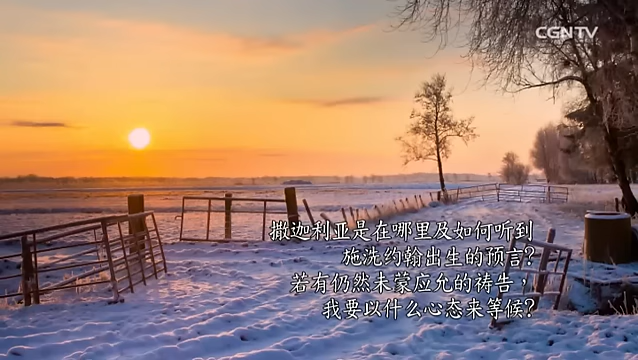 CGNTV
撒迦利亚是在哪里及如何听到
施洗约翰出生的预言?
若有仍然未蒙应允的祷告，
我要以什么心态来等候?